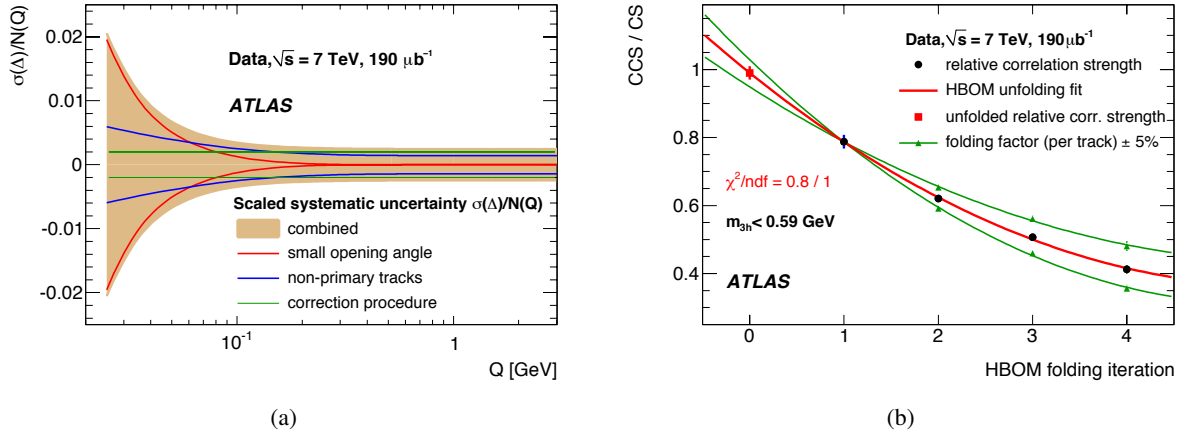 σ(Δ)/N(Q)
0.02
0.01
0
-0.01
-0.02
Data,√s = 7 TeV, 190 μb⁻¹
ATLAS
Scaled systematic uncertainty σ(Δ)/N(Q)
combined
small opening angle
non-primary tracks
correction procedure
10⁻¹
1
Q [GeV]
(a)
CCS / CS
1
0.8
0.6
0.4
Data,√s = 7 TeV, 190μb⁻¹
relative correlation strength
HBOM unfolding fit
unfolded relative corr. strength
folding factor (per track) ± 5%
χ²/ndf = 0.8 / 1
m₃ₕ< 0.59 GeV
ATLAS
0 1 2 3 4
HBOM folding iteration
(b)